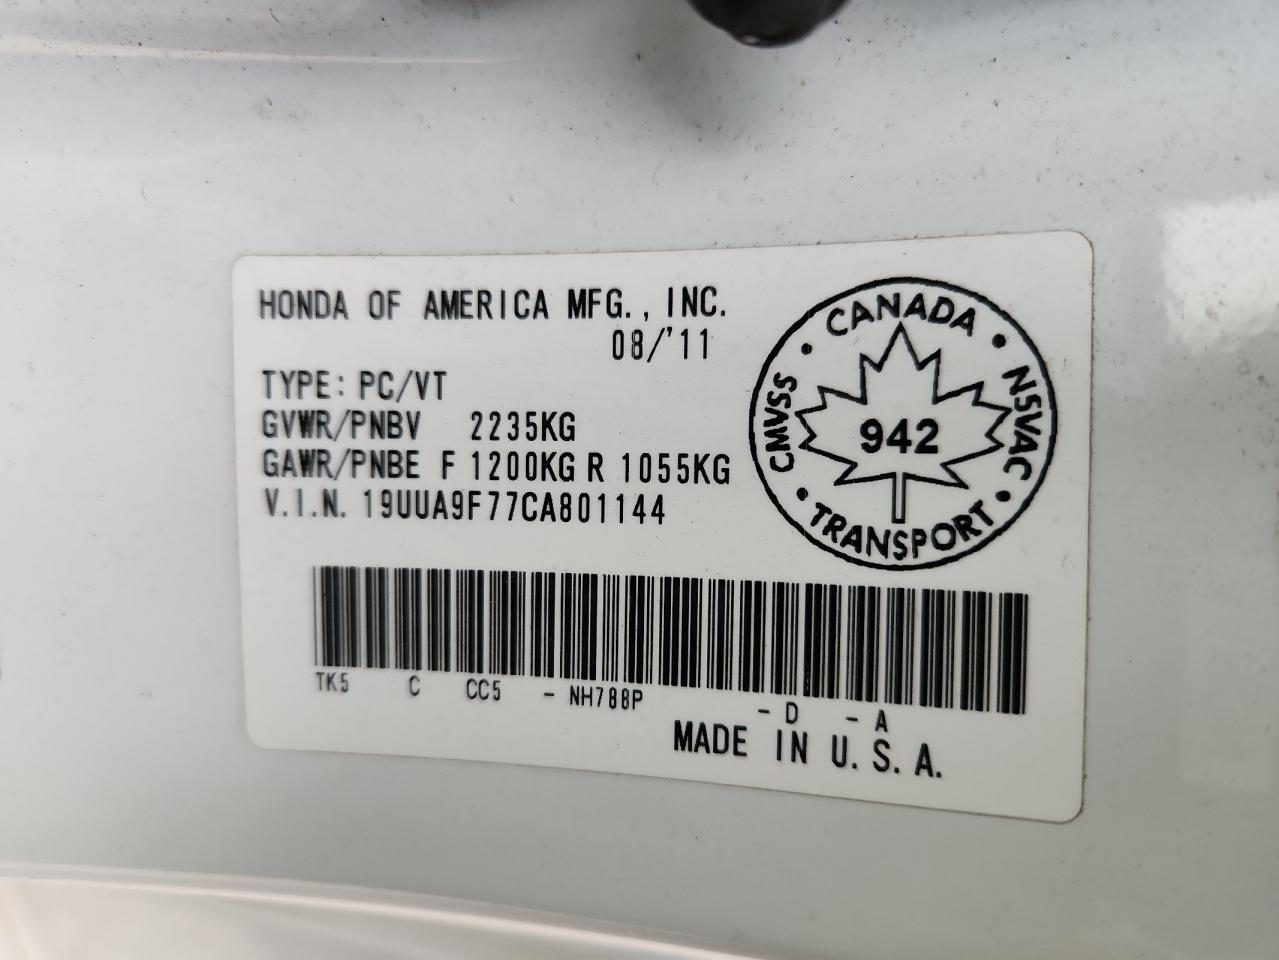 HONDA OF AMERICA MFG., INC.
08/'11
TYPE: PC/VT
GVWR/PNBV 2235KG
GAWR/PNBE F 1200KG R 1055KG
V.I.N. 19UUA9F77CA801144
CANADA
CMVSS
942
NSVAC
TRANSPORT
TK5 C CC5 - NH788P - D - A
MADE IN U.S.A.